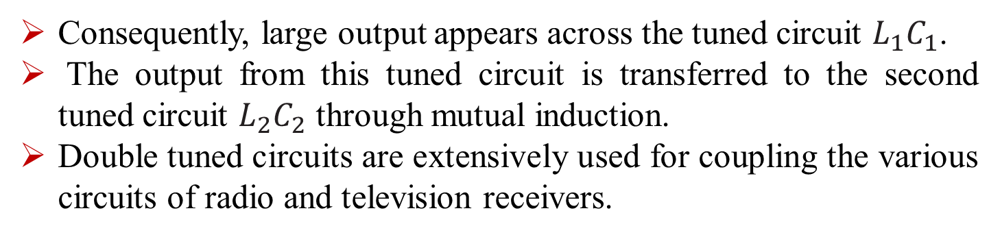 ➢ Consequently, large output appears across the tuned circuit 𝐿₁𝐶₁.
➢ The output from this tuned circuit is transferred to the second
tuned circuit 𝐿₂𝐶₂ through mutual induction.
➢ Double tuned circuits are extensively used for coupling the various
circuits of radio and television receivers.